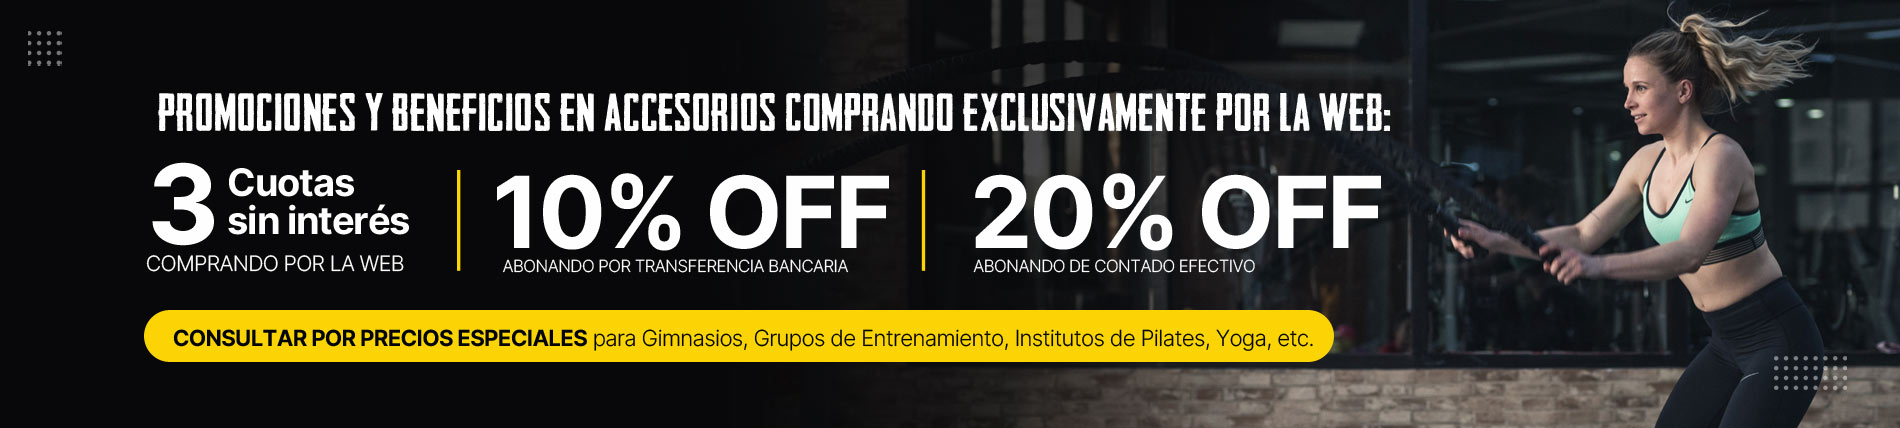 PROMOCIONES Y BENEFICIOS EN ACCESORIOS COMPRANDO EXCLUSIVAMENTE POR LA WEB:
3 Cuotas
sin interés
COMPRANDO POR LA WEB
10% OFF
ABONANDO POR TRANSFERENCIA BANCARIA
20% OFF
ABONANDO DE CONTADO EFECTIVO
CONSULTAR POR PRECIOS ESPECIALES para Gimnasios, Grupos de Entrenamiento, Institutos de Pilates, Yoga, etc.